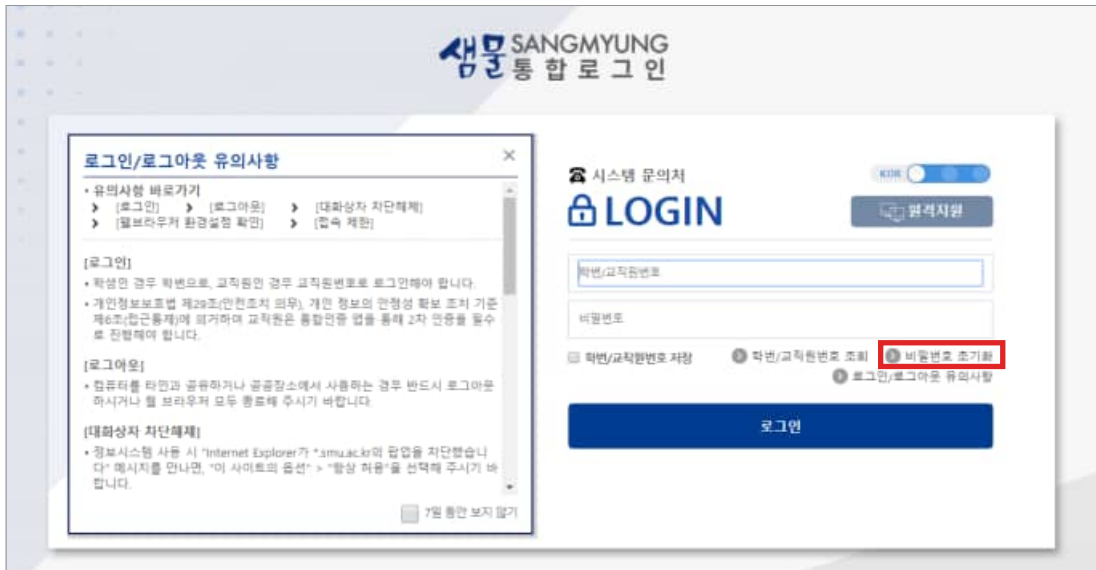 샘물 SANGMYUNG
통합로그인
로그인/로그아웃 유의사항
• 유의사항 바로가기
[로그인] [로그아웃] [대화상자 차단해제]
[웹브라우저 환경설정 확인] [접속 제한]
[로그인]
• 학생인 경우 학번으로, 교직원인 경우 교직원번호로 로그인해야 합니다.
• 개인정보보호법 제29조(안전조치 의무), 개인 정보의 안정성 확보 조치 기준
제6조(접근통제)에 의거하여 교직원은 통합인증 앱을 통해 2차 인증을 필수
로 진행해야 합니다.
[로그아웃]
• 컴퓨터를 타인과 공유하거나 공공장소에서 사용하는 경우 반드시 로그아웃
하시거나 웹 브라우저 모두 종료해 주시기 바랍니다.
[대화상자 차단해제]
• 정보시스템 사용 시 "Internet Explorer가 *.smu.ac.kr의 팝업을 차단했습니
다" 메시지를 만나면, "이 사이트의 옵션" > "항상 허용"을 선택해 주시기 바
랍니다.
7일 동안 보지 않기
시스템 문의처
KOR
LOGIN
원격지원
학번/교직원번호
비밀번호
학번/교직원번호 저장
학번/교직원번호 조회
비밀번호 초기화
로그인/로그아웃 유의사항
로그인